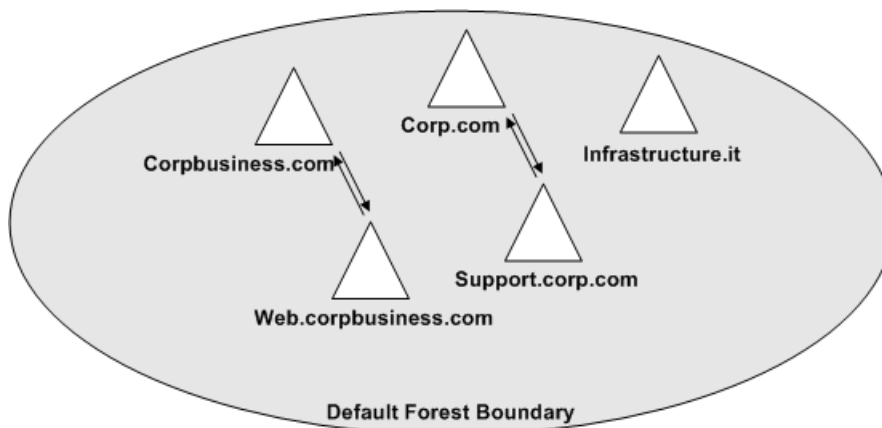 Corp.com
Corpbusiness.com
Infrastructure.it
Support.corp.com
Web.corpbusiness.com
Default Forest Boundary